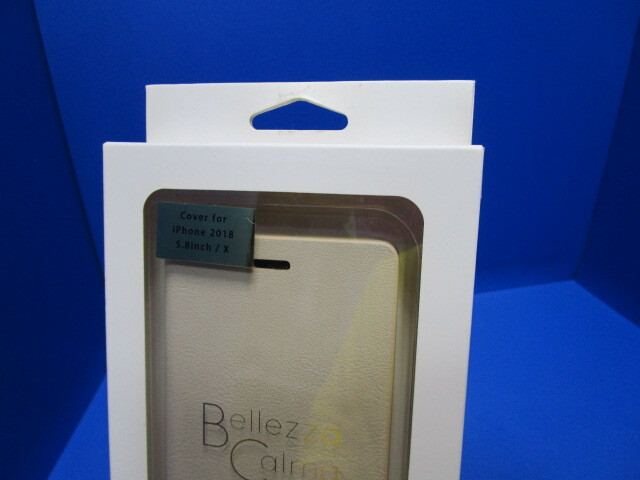 Cover for
iPhone 2018
5.8inch / X
Bellezza
Calma